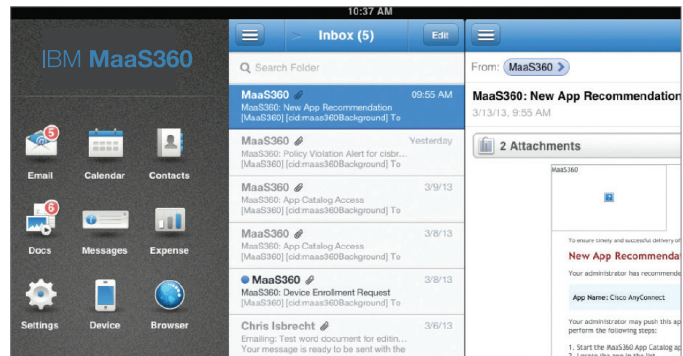 10:37 AM
IBM MaaS360
5
Email
Calendar
Contacts
6
Docs
Messages
Expense
Settings
Device
Browser
Inbox (5)
Edit
Search Folder
MaaS360 09:55 AM
MaaS360: New App Recommendation
[MaaS360] [cid:maas360Background] To
MaaS360 Yesterday
MaaS360: Policy Violation Alert for cisbr...
[MaaS360] [cid:maas360Background] To
MaaS360 3/9/13
MaaS360: App Catalog Access
[MaaS360] [cid:maas360Background] To
MaaS360 3/8/13
MaaS360: App Catalog Access
[MaaS360] [cid:maas360Background] To
MaaS360 3/8/13
MaaS360: Device Enrollment Request
[MaaS360] [cid:maas360Background] To
Chris Isbrecht 3/6/13
Emailing: Test word document for editin...
Your message is ready to be sent with the
From: MaaS360 >
MaaS360: New App Recommendation
3/13/13, 9:55 AM
2 Attachments
MaaS360
To ensure timely and successful delivery of
New App Recommenda
Your administrator has recommende
App Name: Cisco AnyConnect
Your administrator may push this ap
perform the following steps:
1. Start the MaaS360 App Catalog ap